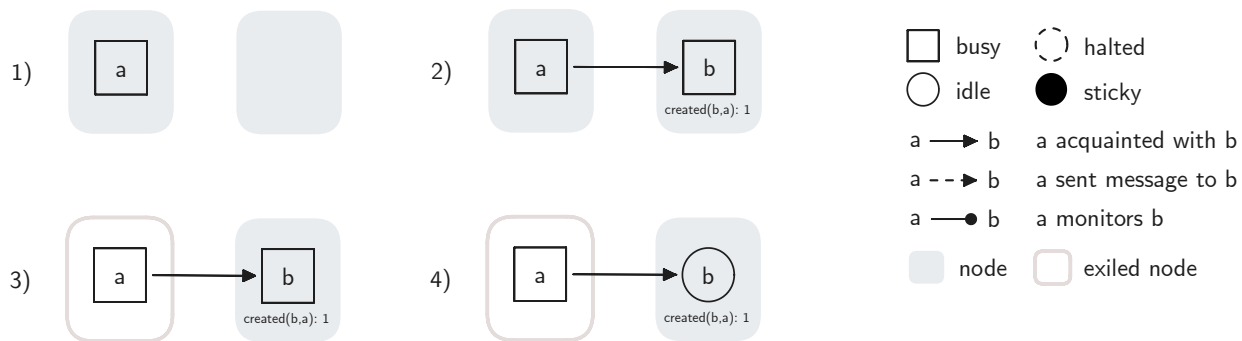 1) a
2) a b
created(b,a): 1
3) a b
created(b,a): 1
4) a b
created(b,a): 1
busy halted
idle sticky
a b a acquainted with b
a b a sent message to b
a b a monitors b
node exiled node